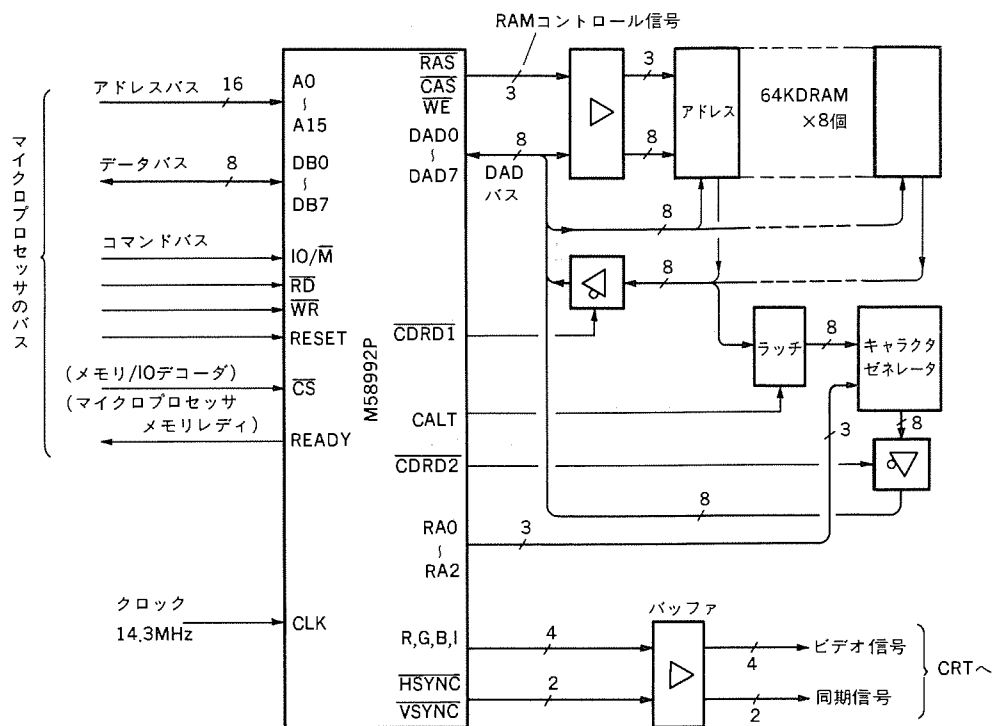 RAMコントロール信号
マイクロプロセッサのバス
アドレスバス 16
データバス 8
コマンドバス
(メモリ/IOデコーダ)
(マイクロプロセッサ
メモリレディ)
クロック
14.3MHz
A0
~
A15
DB0
~
DB7
IO/M
RD
WR
RESET
CS
READY
CLK
M58992P
RAS
CAS
WE
DAD0
~
DAD7
CDRD1
CALT
CDRD2
RA0
~
RA2
R,G,B,I
HSYNC
VSYNC
3
3
8
DAD
バス
8
アドレス
64KDRAM
×8個
8
8
ラッチ
8
キャラクタ
ゼネレータ
3
8
8
3
バッファ
4
4
ビデオ信号
2
2
同期信号
CRTへ